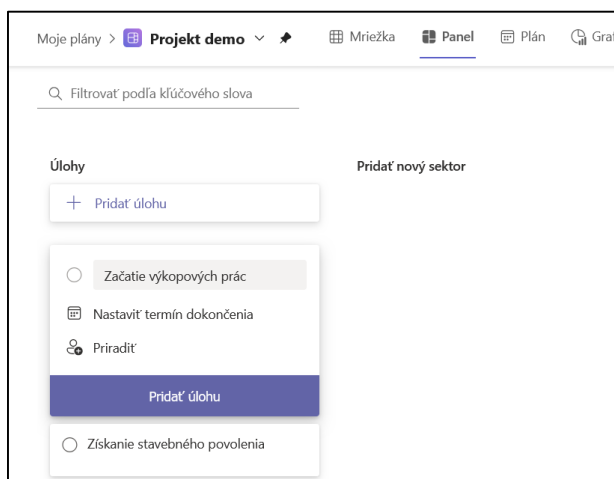 Moje plány > Projekt demo
Mriežka
Panel
Plán
Graf
Filtrovať podľa kľúčového slova
Úlohy
Pridať nový sektor
+ Pridať úlohu
Začatie výkopových prác
Nastaviť termín dokončenia
Priradiť
Pridať úlohu
Získanie stavebného povolenia